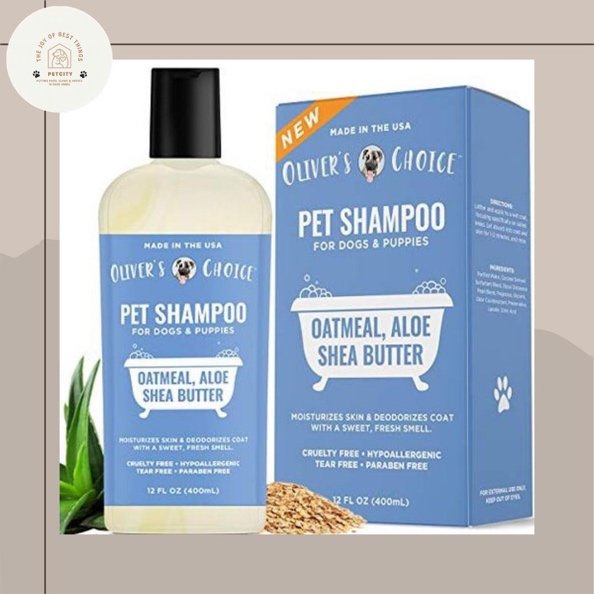 THE JOY OF BEST THINGS
PETCITY
MADE IN THE USA
OLIVER'S CHOICE
PET SHAMPOO
FOR DOGS & PUPPIES
OATMEAL, ALOE
SHEA BUTTER
MOISTURIZES SKIN & DEODORIZES COAT
WITH A SWEET, FRESH SMELL.
CRUELTY FREE • HYPOALLERGENIC
TEAR FREE • PARABEN FREE
12 FL OZ (400mL)
NEW
MADE IN THE USA
OLIVER'S CHOICE™
PET SHAMPOO
FOR DOGS & PUPPIES
OATMEAL, ALOE
SHEA BUTTER
MOISTURIZES SKIN & DEODORIZES COAT
WITH A SWEET, FRESH SMELL.
CRUELTY FREE • HYPOALLERGENIC
TEAR FREE • PARABEN FREE
12 FL OZ (400mL)
DIRECTIONS:
INGREDIENTS
FOR EXTERNAL USE ONLY.
KEEP OUT OF EYES.